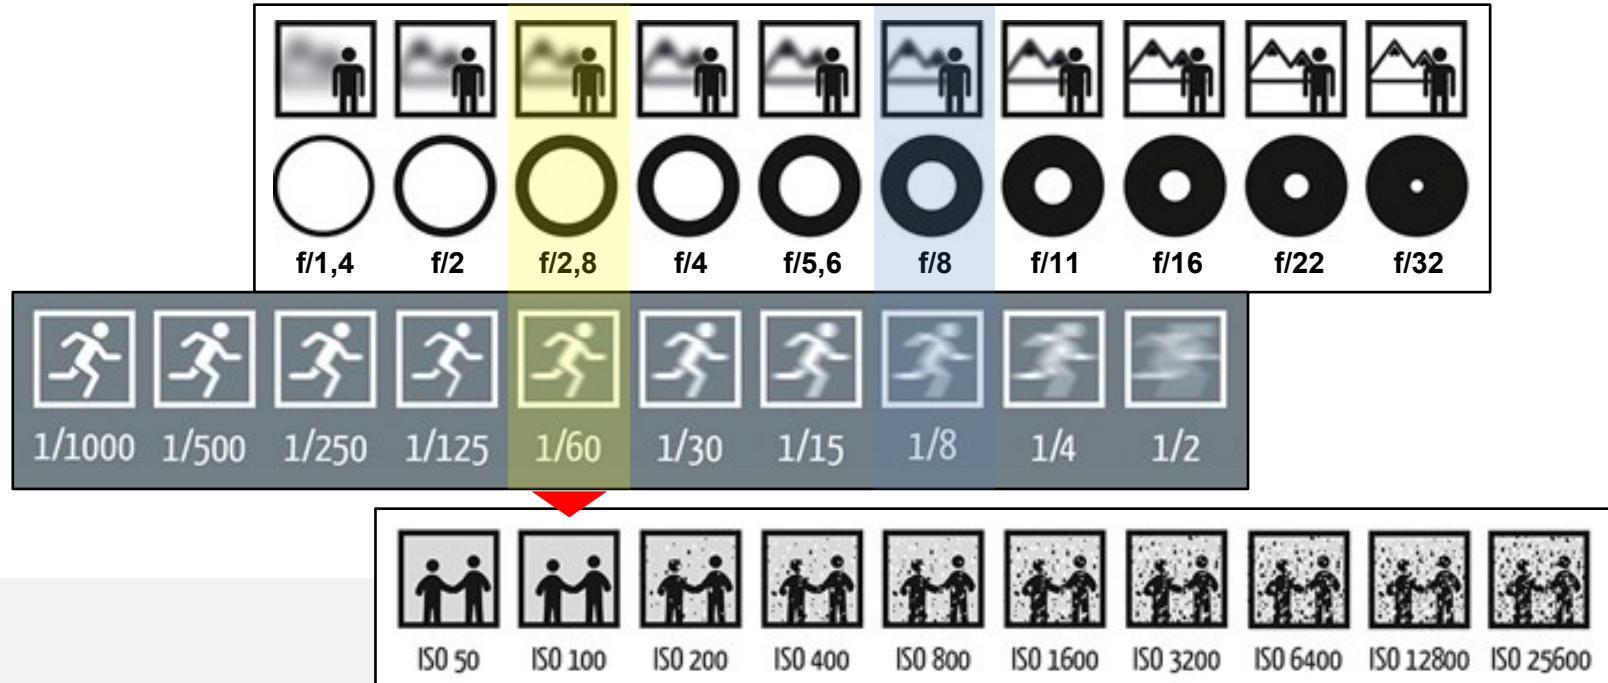 f/1,4 f/2 f/2,8 f/4 f/5,6 f/8 f/11 f/16 f/22 f/32
1/1000 1/500 1/250 1/125 1/60 1/30 1/15 1/8 1/4 1/2
ISO 50 ISO 100 ISO 200 ISO 400 ISO 800 ISO 1600 ISO 3200 ISO 6400 ISO 12800 ISO 25600